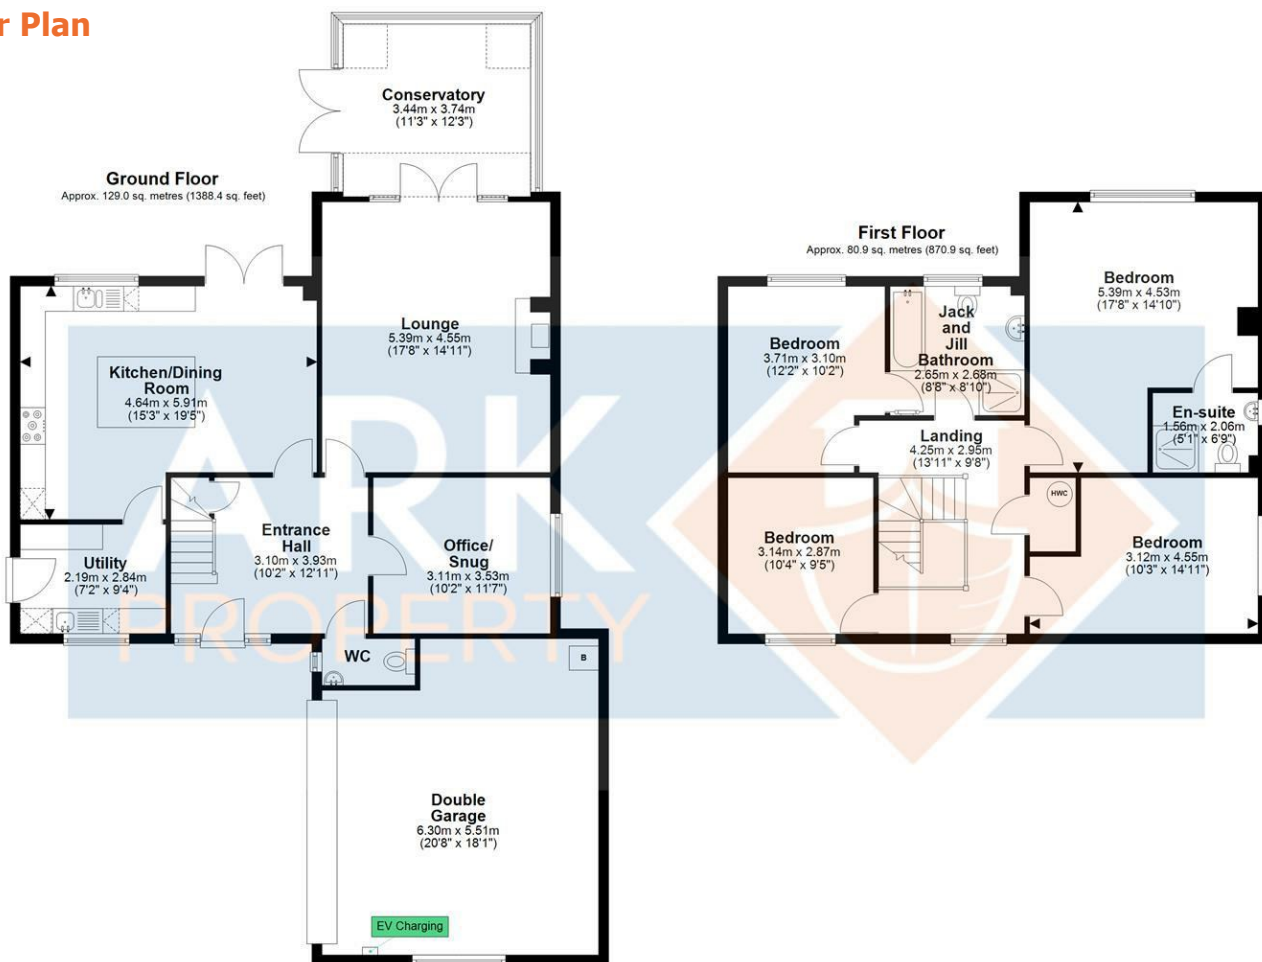 r Plan
Conservatory
3.44m x 3.74m
(11'3" x 12'3")
Ground Floor
Approx. 129.0 sq. metres (1388.4 sq. feet)
Lounge
5.39m x 4.55m
(17'8" x 14'11")
Kitchen/Dining
Room
4.64m x 5.91m
(15'3" x 19'5")
Utility
2.19m x 2.84m
(7'2" x 9'4")
Entrance
Hall
3.10m x 3.93m
(10'2" x 12'11")
Office/
Snug
3.11m x 3.53m
(10'2" x 11'7")
WC
B
Double
Garage
6.30m x 5.51m
(20'8" x 18'1")
EV Charging
First Floor
Approx. 80.9 sq. metres (870.9 sq. feet)
Bedroom
5.39m x 4.53m
(17'8" x 14'10")
Bedroom
3.71m x 3.10m
(12'2" x 10'2")
Jack
and
Jill
Bathroom
2.65m x 2.68m
(8'8" x 8'10")
En-suite
1.56m x 2.06m
(5'1" x 6'9")
Landing
4.25m x 2.95m
(13'11" x 9'8")
HWC
Bedroom
3.14m x 2.87m
(10'4" x 9'5")
Bedroom
3.12m x 4.55m
(10'3" x 14'11")
ARK
PROPERTY